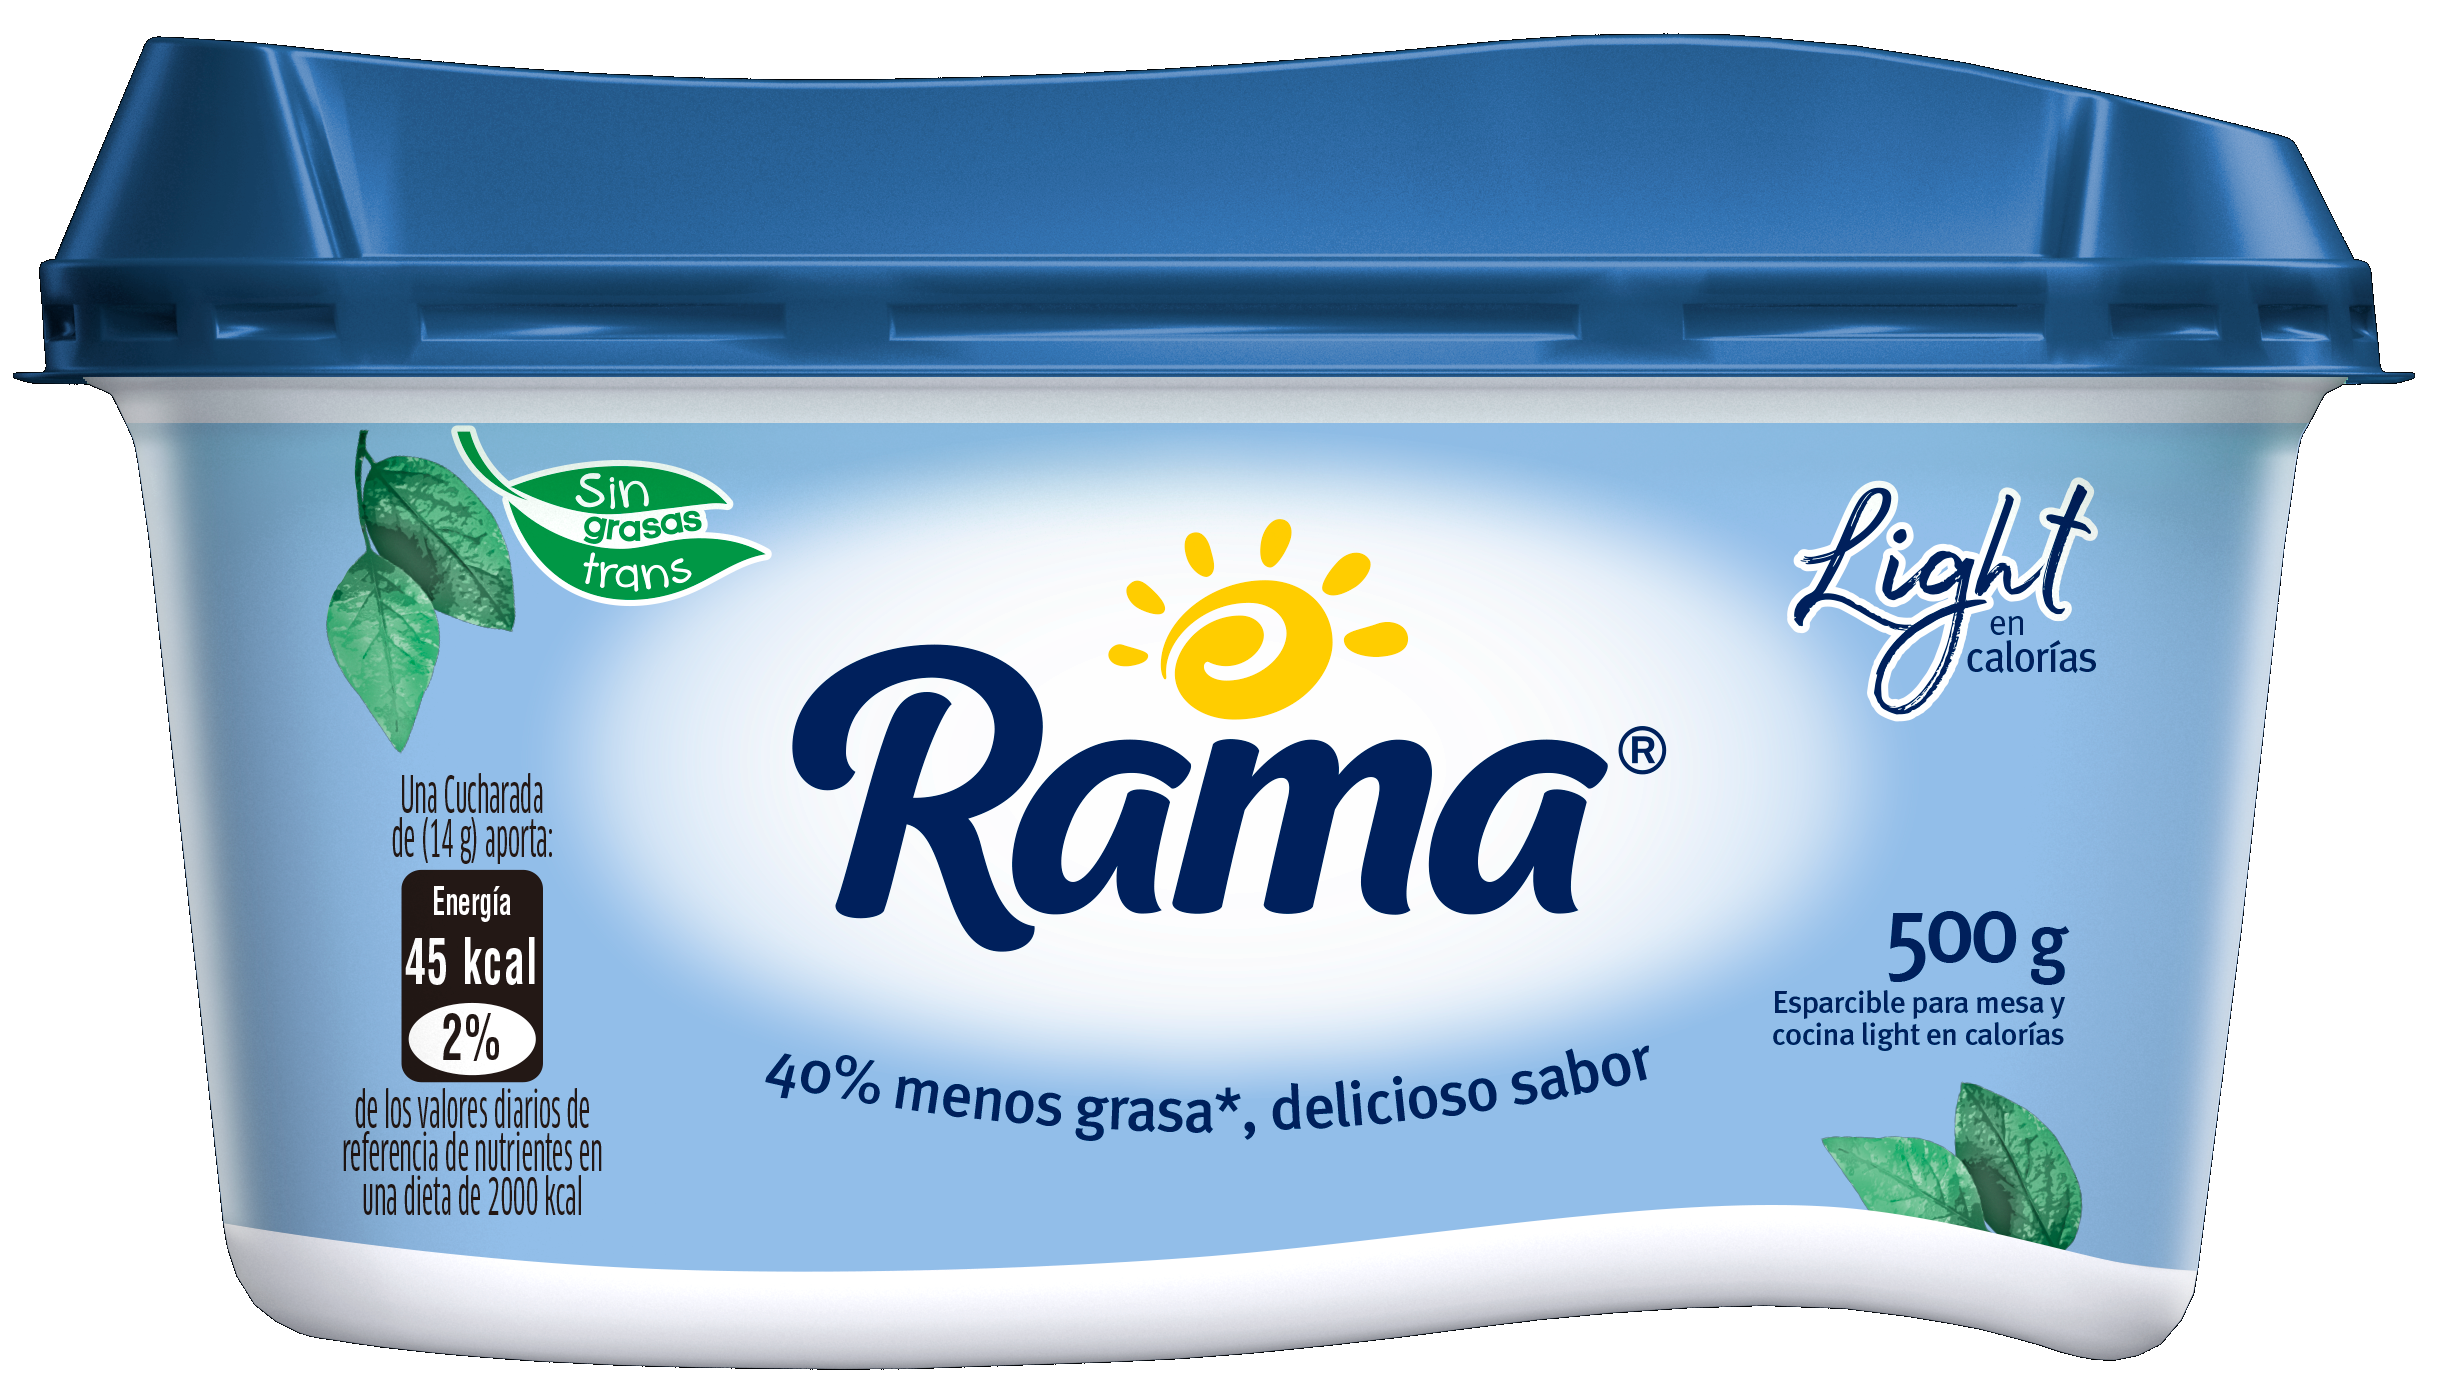 Sin
grasas
trans
Light
en
calorías
Rama®
Una Cucharada
de (14 g) aporta:
Energía
45 kcal
2%
de los valores diarios de
referencia de nutrientes en
una dieta de 2000 kcal
500 g
Esparcible para mesa y
cocina light en calorías
40% menos grasa*, delicioso sabor